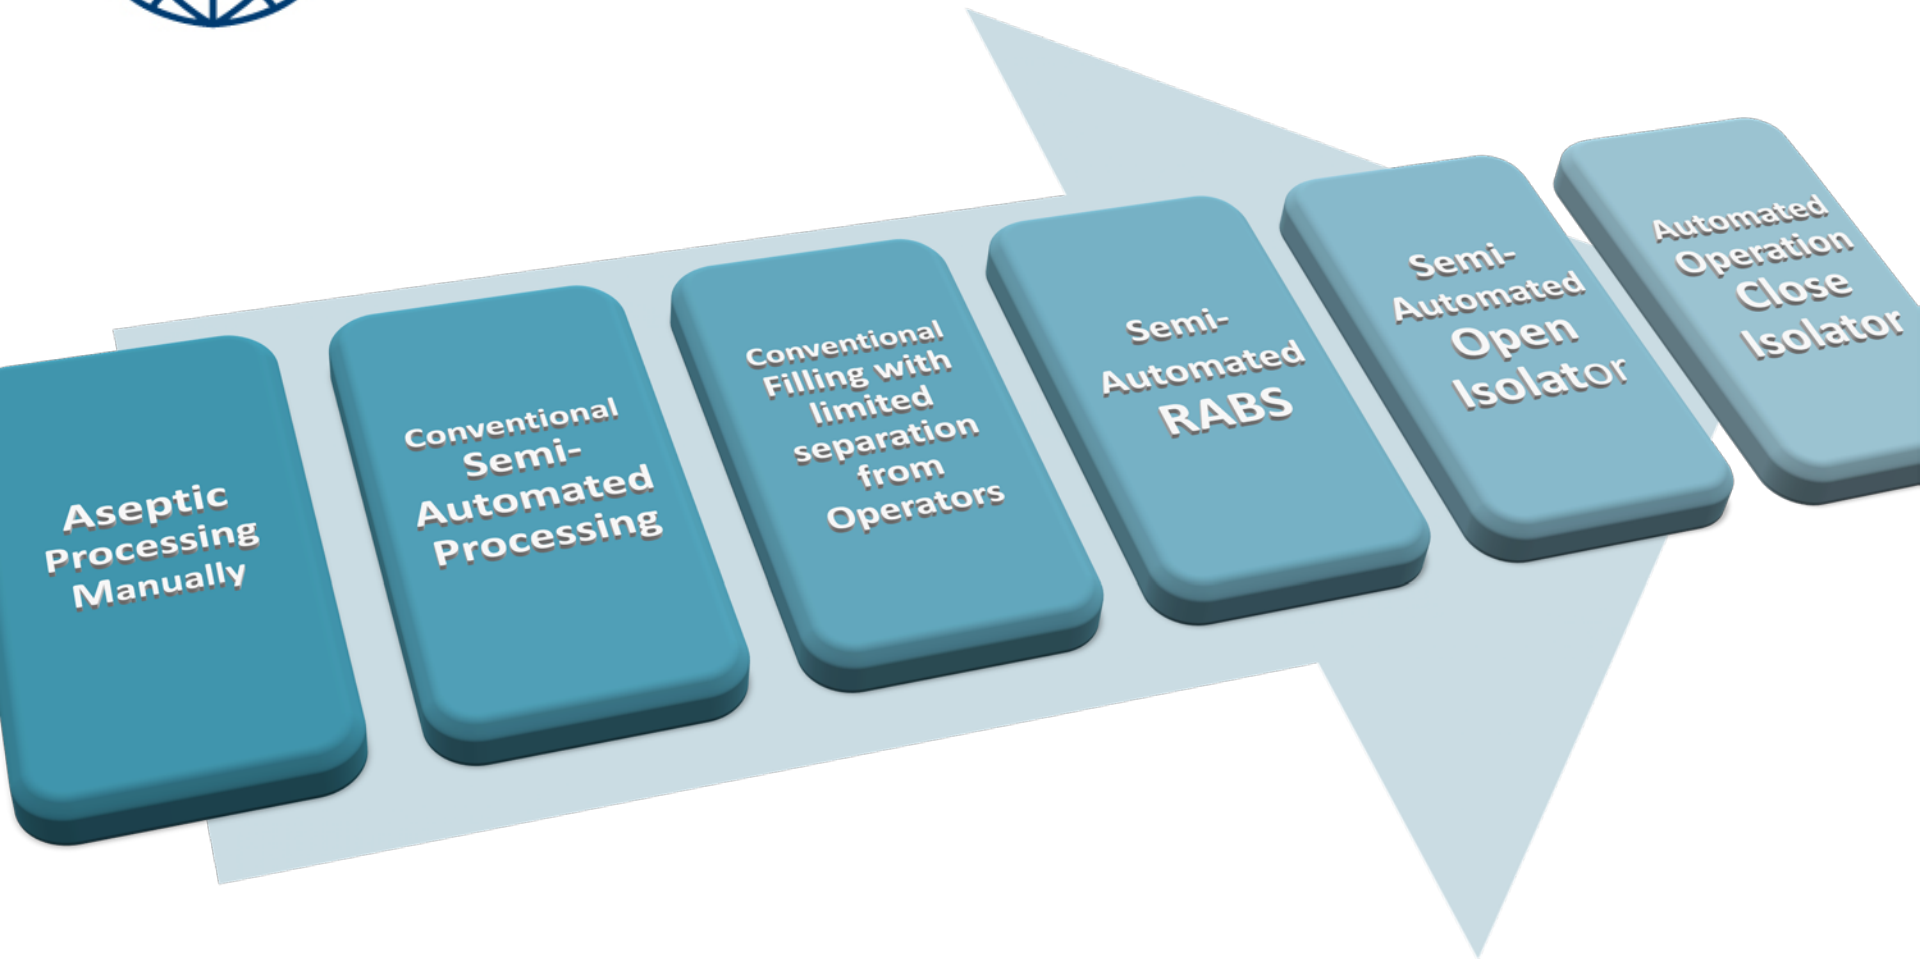 Aseptic
Processing
Manually
Conventional
Semi-
Automated
Processing
Conventional
Filling with
limited
separation
from
Operators
Semi-
Automated
RABS
Semi-
Automated
Open
Isolator
Automated
Operation
Close
Isolator